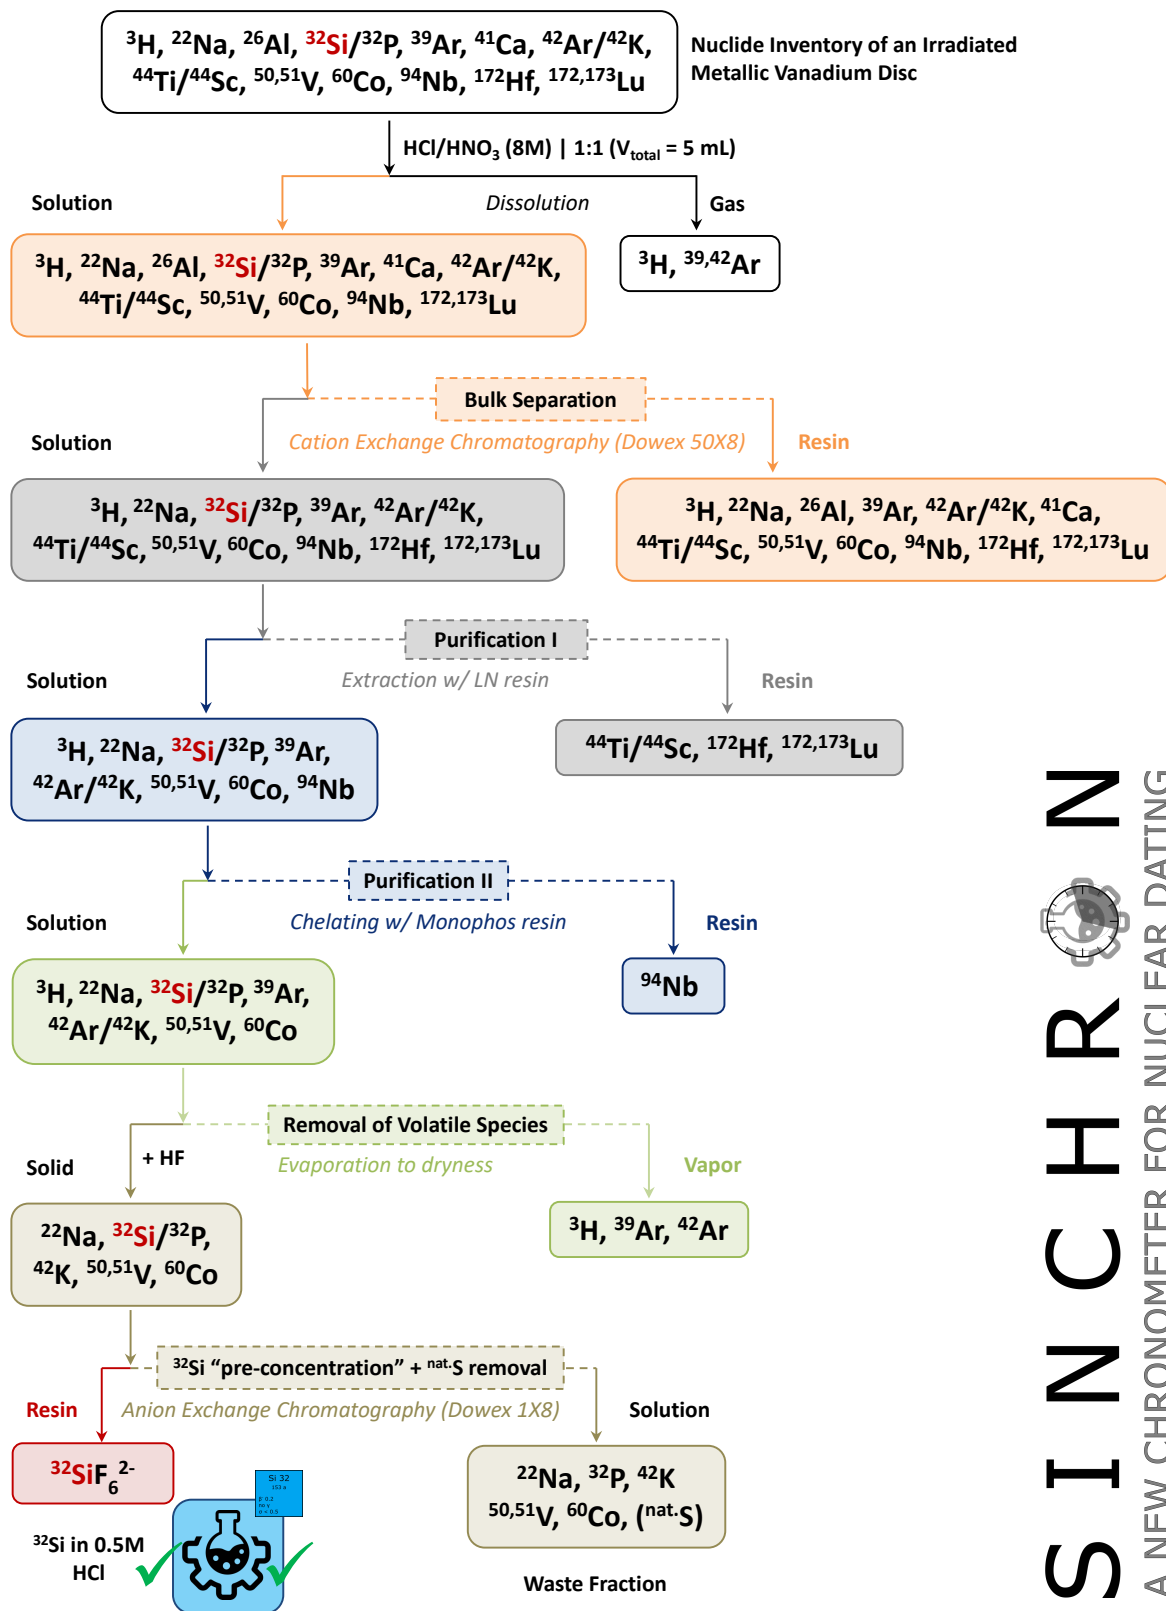 ³H, ²²Na, ²⁶Al, ³²Si/³²P, ³⁹Ar, ⁴¹Ca, ⁴²Ar/⁴²K,
⁴⁴Ti/⁴⁴Sc, ⁵⁰,⁵¹V, ⁶⁰Co, ⁹⁴Nb, ¹⁷²Hf, ¹⁷²,¹⁷³Lu
Nuclide Inventory of an Irradiated
Metallic Vanadium Disc
HCl/HNO₃ (8M) | 1:1 (V_total = 5 mL)
Solution
Dissolution
Gas
³H, ²²Na, ²⁶Al, ³²Si/³²P, ³⁹Ar, ⁴¹Ca, ⁴²Ar/⁴²K,
⁴⁴Ti/⁴⁴Sc, ⁵⁰,⁵¹V, ⁶⁰Co, ⁹⁴Nb, ¹⁷²,¹⁷³Lu
³H, ³⁹,⁴²Ar
Bulk Separation
Solution
Cation Exchange Chromatography (Dowex 50X8)
Resin
³H, ²²Na, ³²Si/³²P, ³⁹Ar, ⁴²Ar/⁴²K,
⁴⁴Ti/⁴⁴Sc, ⁵⁰,⁵¹V, ⁶⁰Co, ⁹⁴Nb, ¹⁷²Hf, ¹⁷²,¹⁷³Lu
³H, ²²Na, ²⁶Al, ³⁹Ar, ⁴²Ar/⁴²K, ⁴¹Ca,
⁴⁴Ti/⁴⁴Sc, ⁵⁰,⁵¹V, ⁶⁰Co, ⁹⁴Nb, ¹⁷²Hf, ¹⁷²,¹⁷³Lu
Purification I
Solution
Extraction w/ LN resin
Resin
³H, ²²Na, ³²Si/³²P, ³⁹Ar,
⁴²Ar/⁴²K, ⁵⁰,⁵¹V, ⁶⁰Co, ⁹⁴Nb
⁴⁴Ti/⁴⁴Sc, ¹⁷²Hf, ¹⁷²,¹⁷³Lu
Purification II
Solution
Chelating w/ Monophos resin
Resin
³H, ²²Na, ³²Si/³²P, ³⁹Ar,
⁴²Ar/⁴²K, ⁵⁰,⁵¹V, ⁶⁰Co
⁹⁴Nb
Removal of Volatile Species
Solid
+ HF
Evaporation to dryness
Vapor
²²Na, ³²Si/³²P,
⁴²K, ⁵⁰,⁵¹V, ⁶⁰Co
³H, ³⁹Ar, ⁴²Ar
³²Si “pre-concentration” + ⁿᵃᵗ·S removal
Resin
Anion Exchange Chromatography (Dowex 1X8)
Solution
³²SiF₆²⁻
²²Na, ³²P, ⁴²K
⁵⁰,⁵¹V, ⁶⁰Co, (ⁿᵃᵗ·S)
Si 32
153 a
β⁻ 0.2
no γ
σ < 0.5
³²Si in 0.5M
HCl
Waste Fraction
SINCHRON
A NEW CHRONOMETER FOR NUCLEAR DATING